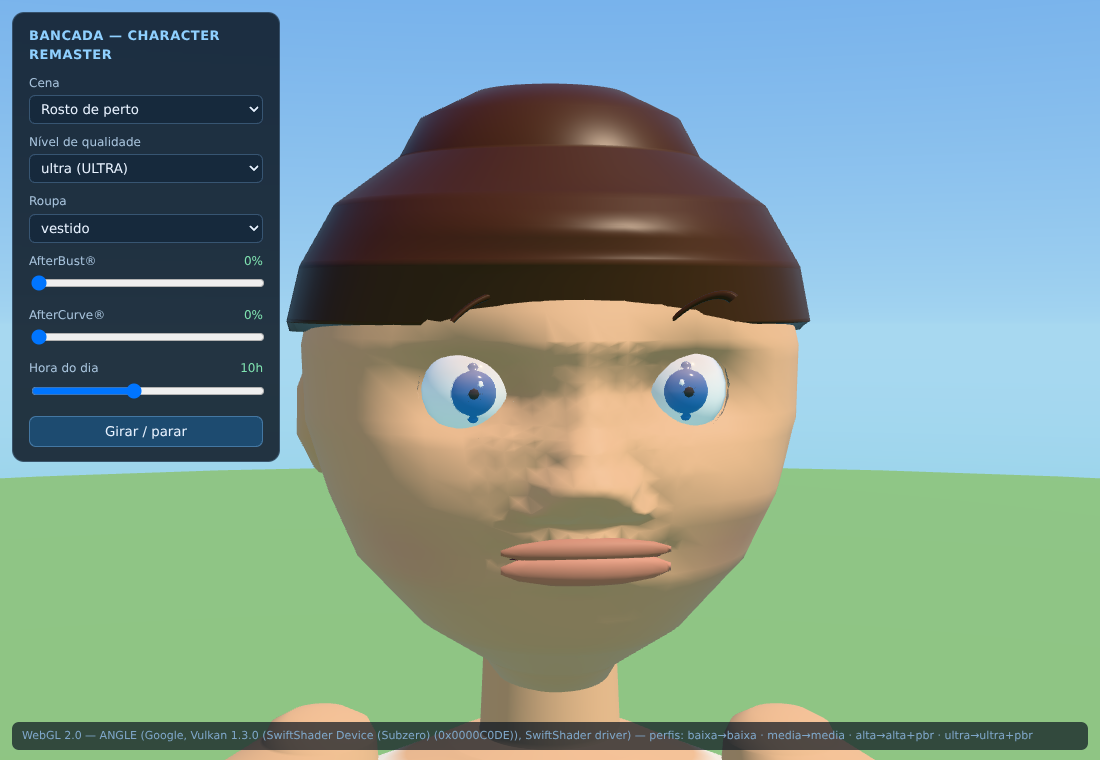 BANCADA — CHARACTER
REMASTER
Cena
Rosto de perto
Nível de qualidade
ultra (ULTRA)
Roupa
vestido
AfterBust® 0%
AfterCurve® 0%
Hora do dia 10h
Girar / parar
WebGL 2.0 — ANGLE (Google, Vulkan 1.3.0 (SwiftShader Device (Subzero) (0x0000C0DE)), SwiftShader driver) — perfis: baixa→baixa · media→media · alta→alta+pbr · ultra→ultra+pbr